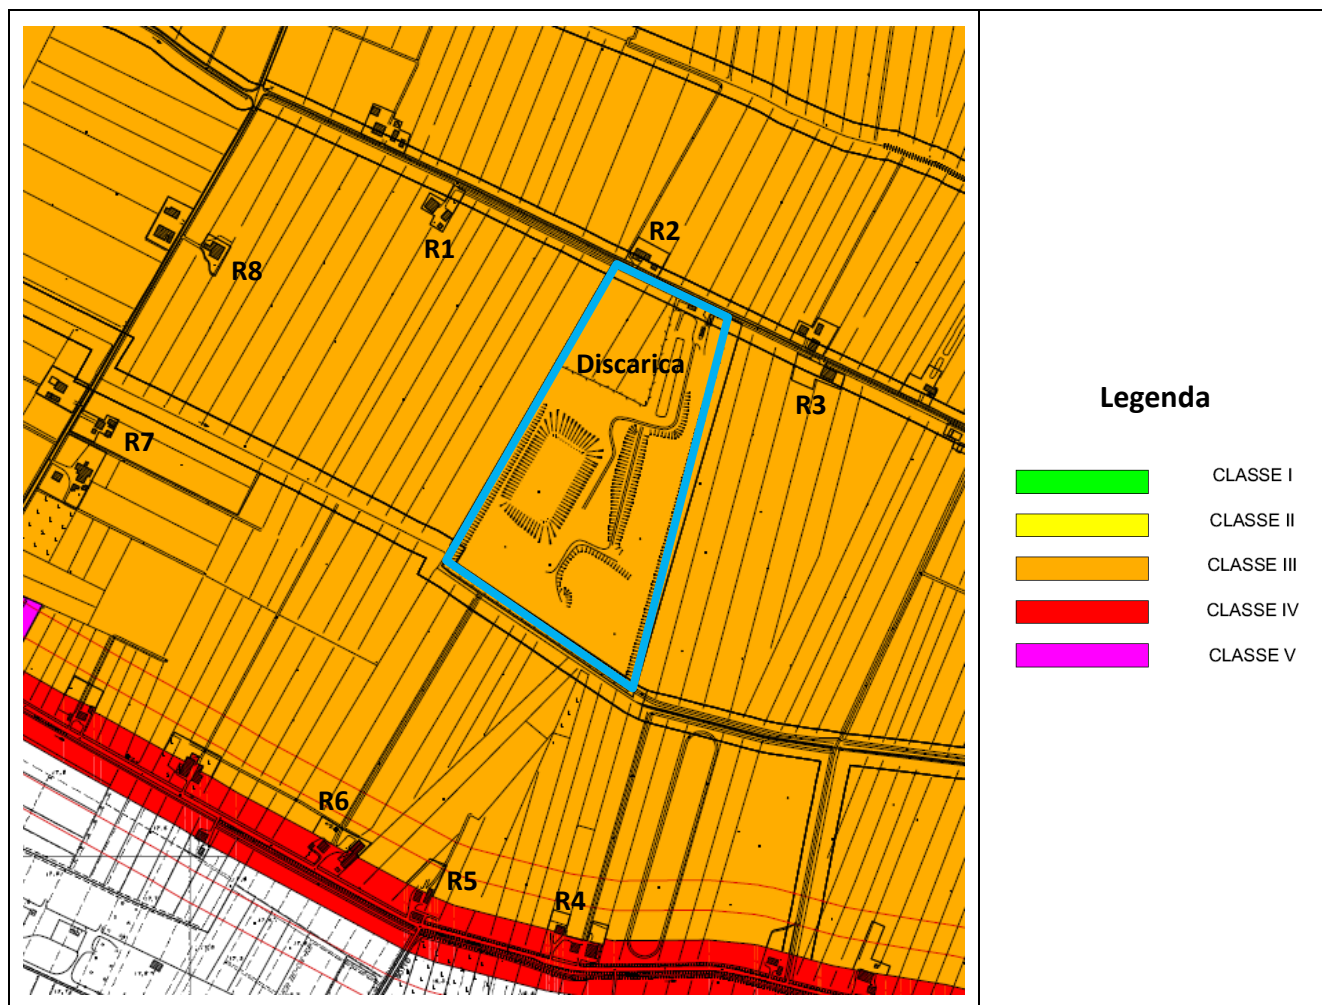 R2
R1
R8
Discarica
R3
R7
R6
R5
R4
Legenda
CLASSE I
CLASSE II
CLASSE III
CLASSE IV
CLASSE V